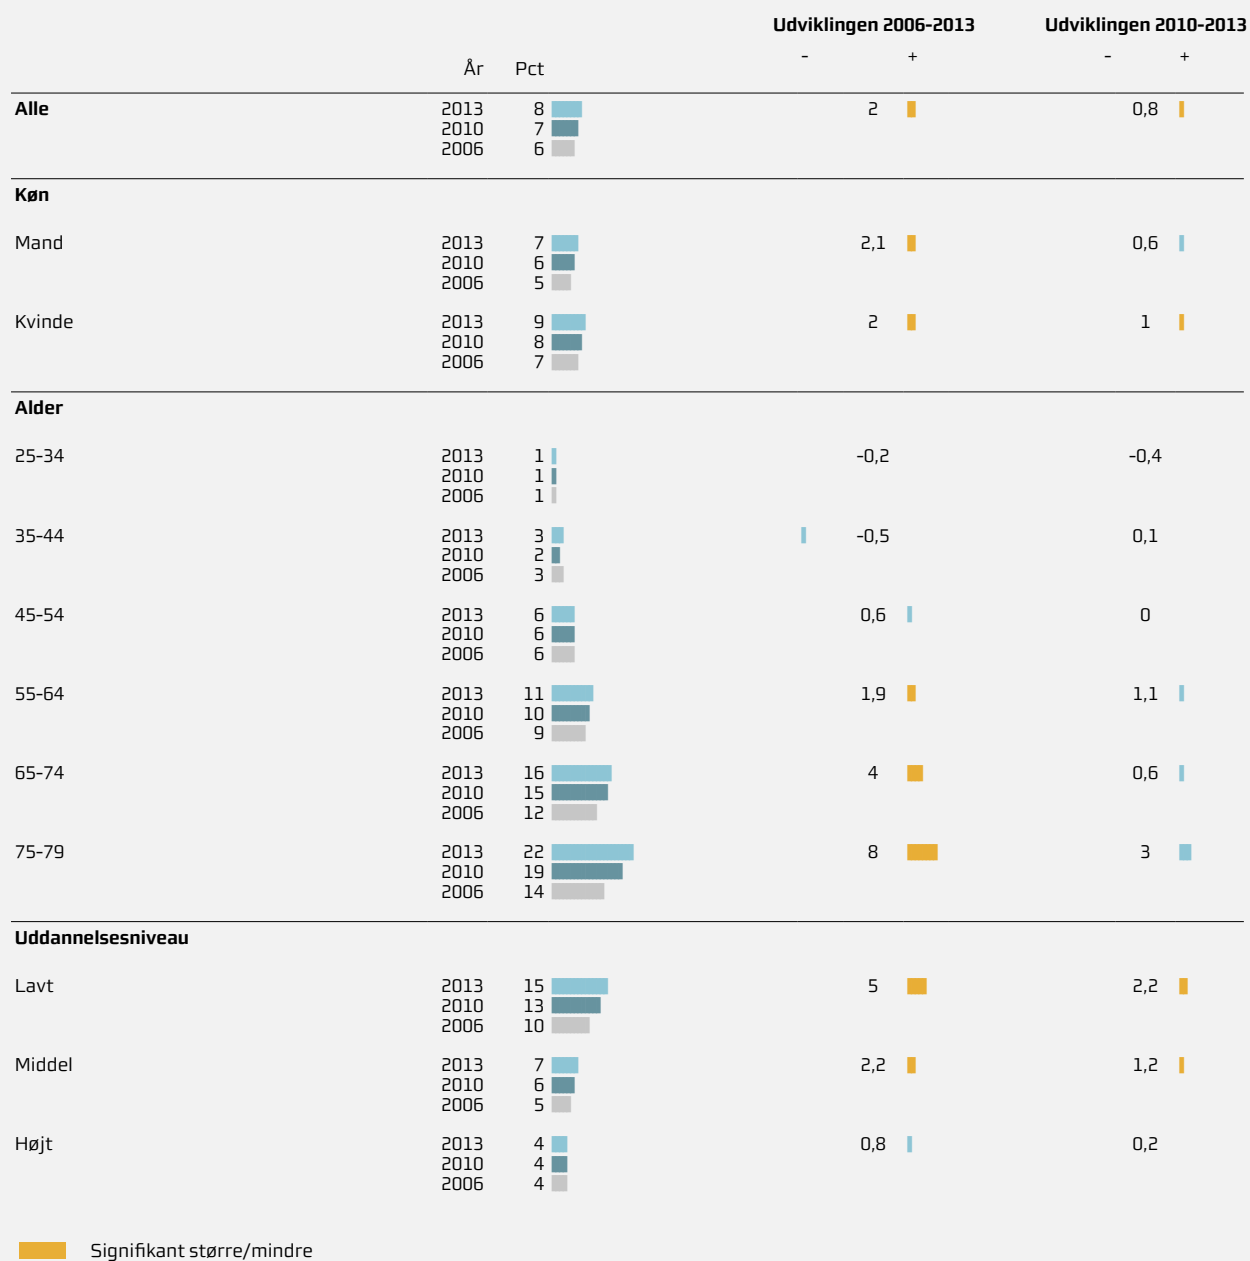 Udviklingen 2006-2013 Udviklingen 2010-2013
- + - +
År Pct
Alle 2013 8 2 0,8
2010 7
2006 6
Køn
Mand 2013 7 2,1 0,6
2010 6
2006 5
Kvinde 2013 9 2 1
2010 8
2006 7
Alder
25-34 2013 1 -0,2 -0,4
2010 1
2006 1
35-44 2013 3 -0,5 0,1
2010 2
2006 3
45-54 2013 6 0,6 0
2010 6
2006 6
55-64 2013 11 1,9 1,1
2010 10
2006 9
65-74 2013 16 4 0,6
2010 15
2006 12
75-79 2013 22 8 3
2010 19
2006 14
Uddannelsesniveau
Lavt 2013 15 5 2,2
2010 13
2006 10
Middel 2013 7 2,2 1,2
2010 6
2006 5
Højt 2013 4 0,8 0,2
2010 4
2006 4
Signifikant større/mindre